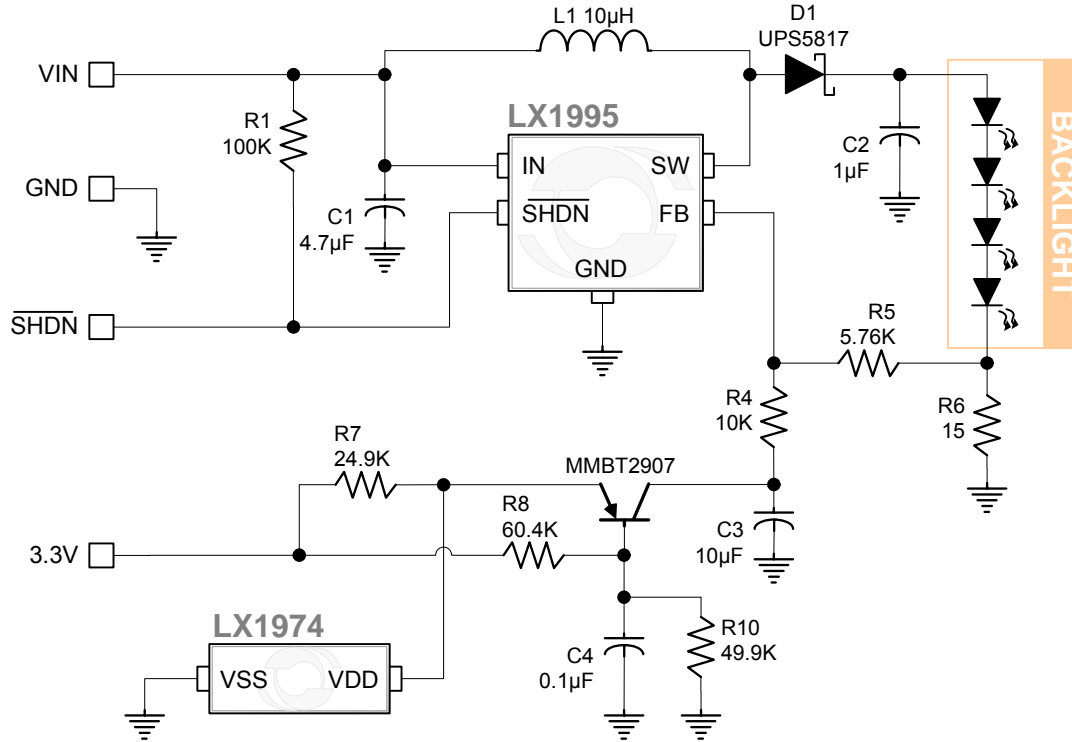 L1 10µH
D1
UPS5817
VIN
R1
100K
LX1995
IN
SW
SHDN
FB
GND
C1
4.7µF
C2
1µF
BACKLIGHT
GND
SHDN
R5
5.76K
R4
10K
R6
15
R7
24.9K
MMBT2907
R8
60.4K
C3
10µF
3.3V
LX1974
VSS
VDD
C4
0.1µF
R10
49.9K